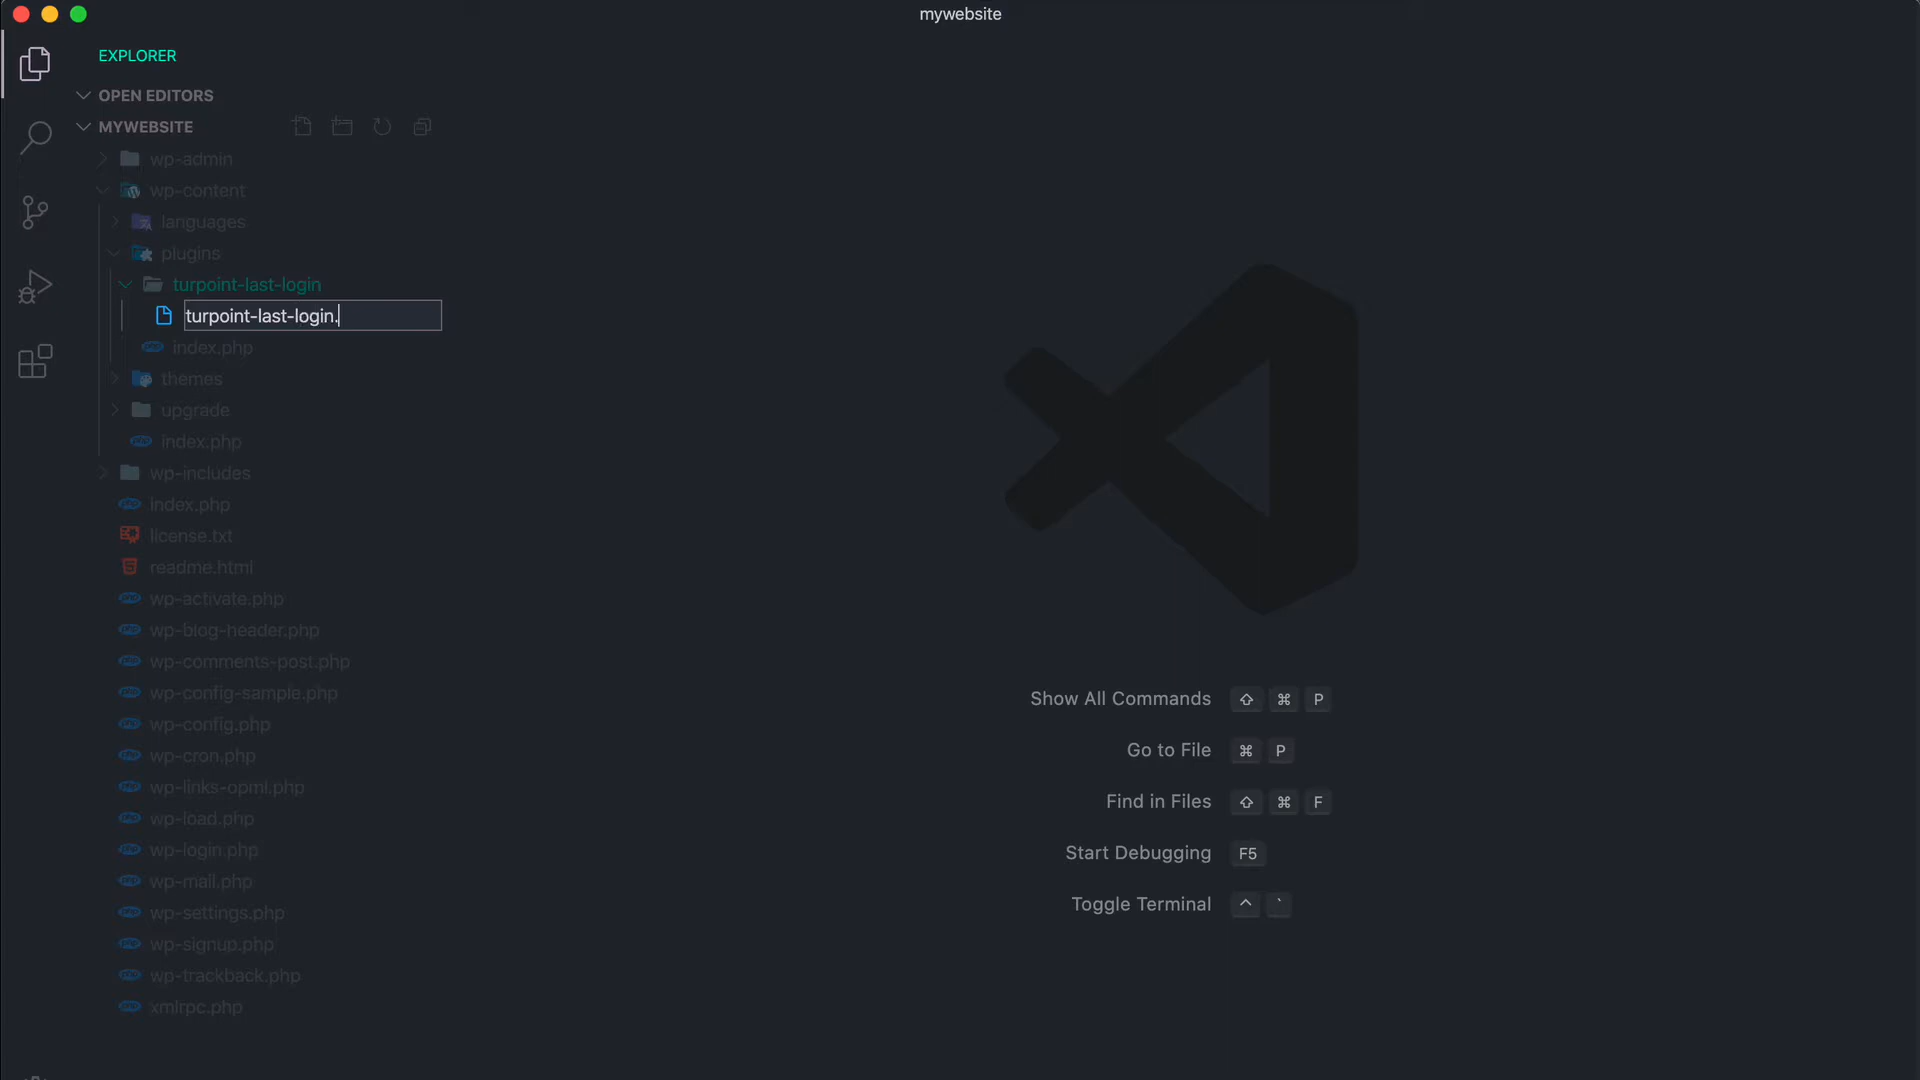 mywebsite
EXPLORER
OPEN EDITORS
MYWEBSITE
wp-admin
wp-content
languages
plugins
turpoint-last-login
turpoint-last-login.
index.php
themes
upgrade
index.php
wp-includes
index.php
license.txt
readme.html
wp-activate.php
wp-blog-header.php
wp-comments-post.php
wp-config-sample.php
wp-config.php
wp-cron.php
wp-links-opml.php
wp-load.php
wp-login.php
wp-mail.php
wp-settings.php
wp-signup.php
wp-trackback.php
xmlrpc.php
Show All Commands ⇧ ⌘ P
Go to File ⌘ P
Find in Files ⇧ ⌘ F
Start Debugging F5
Toggle Terminal ^ `